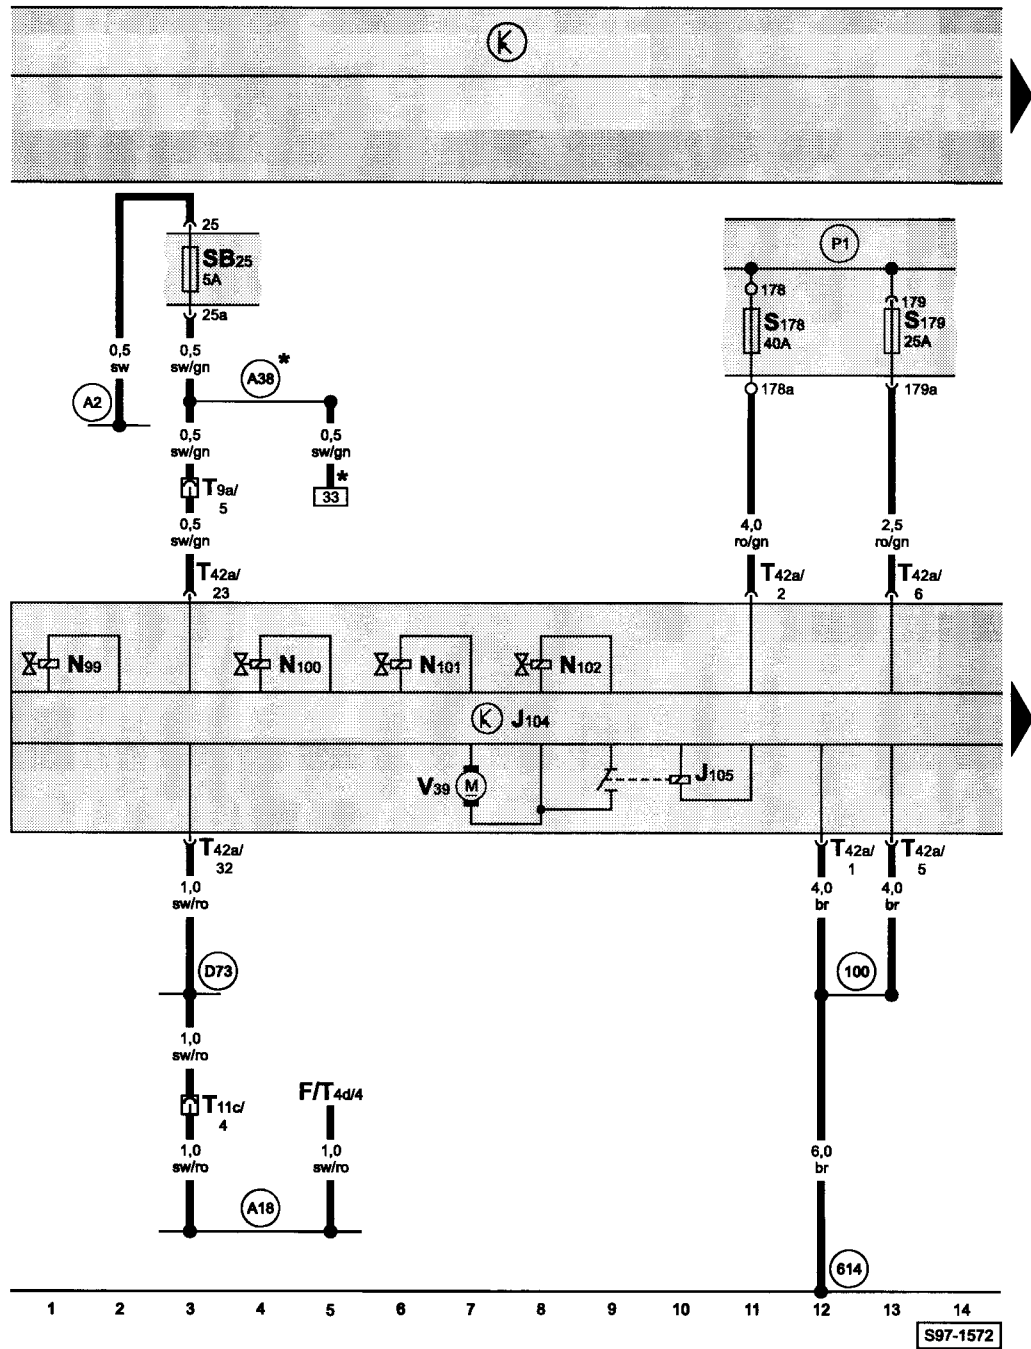 K
25
SB25
5A
25a
0,5
sw
0,5
sw/gn
A38 *
A2
0,5
sw/gn
0,5
sw/gn
T9a/
5
*
33
0,5
sw/gn
T42a/
23
P1
178
179
S178
40A
S179
25A
178a
179a
4,0
ro/gn
2,5
ro/gn
T42a/
2
T42a/
6
N99
N100
N101
N102
K J104
V39 M
J105
T42a/
32
T42a/
1
T42a/
5
1,0
sw/ro
4,0
br
4,0
br
D73
100
1,0
sw/ro
T11c/
4
F/T4d/4
1,0
sw/ro
1,0
sw/ro
6,0
br
A18
614
1 2 3 4 5 6 7 8 9 10 11 12 13 14
S97-1572